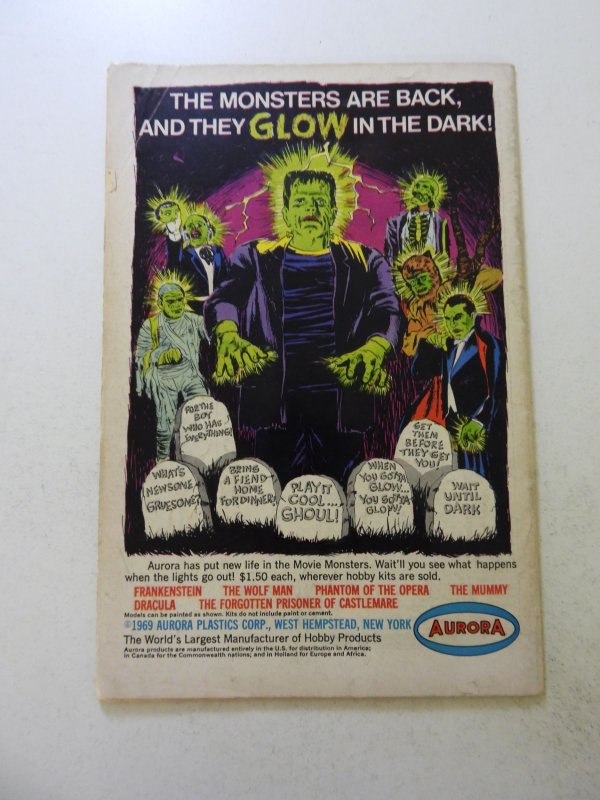 THE MONSTERS ARE BACK,
AND THEY GLOW IN THE DARK!
FOR THE
BOY
WHO HAS
EVERYTHING!
GET
THEM
BEFORE
THEY GET
YOU!
WHAT'S
NEWSOME,
GRUESOME?
BRING
A FIEND
HOME
FOR DINNER!
PLAY IT
COOL...
GHOUL!
WHEN
YOU GOTTA
GLOW...
YOU GOTTA
GLOW!
WAIT
UNTIL
DARK
Aurora has put new life in the Movie Monsters. Wait'll you see what happens
when the lights go out! $1.50 each, wherever hobby kits are sold.
FRANKENSTEIN THE WOLF MAN PHANTOM OF THE OPERA THE MUMMY
DRACULA THE FORGOTTEN PRISONER OF CASTLEMARE
Models can be painted as shown. Kits do not include paint or cement.
©1969 AURORA PLASTICS CORP., WEST HEMPSTEAD, NEW YORK
The World's Largest Manufacturer of Hobby Products
Aurora products are manufactured entirely in the U.S. for distribution in America;
in Canada for the Commonwealth nations; and in Holland for Europe and Africa.
AURORA